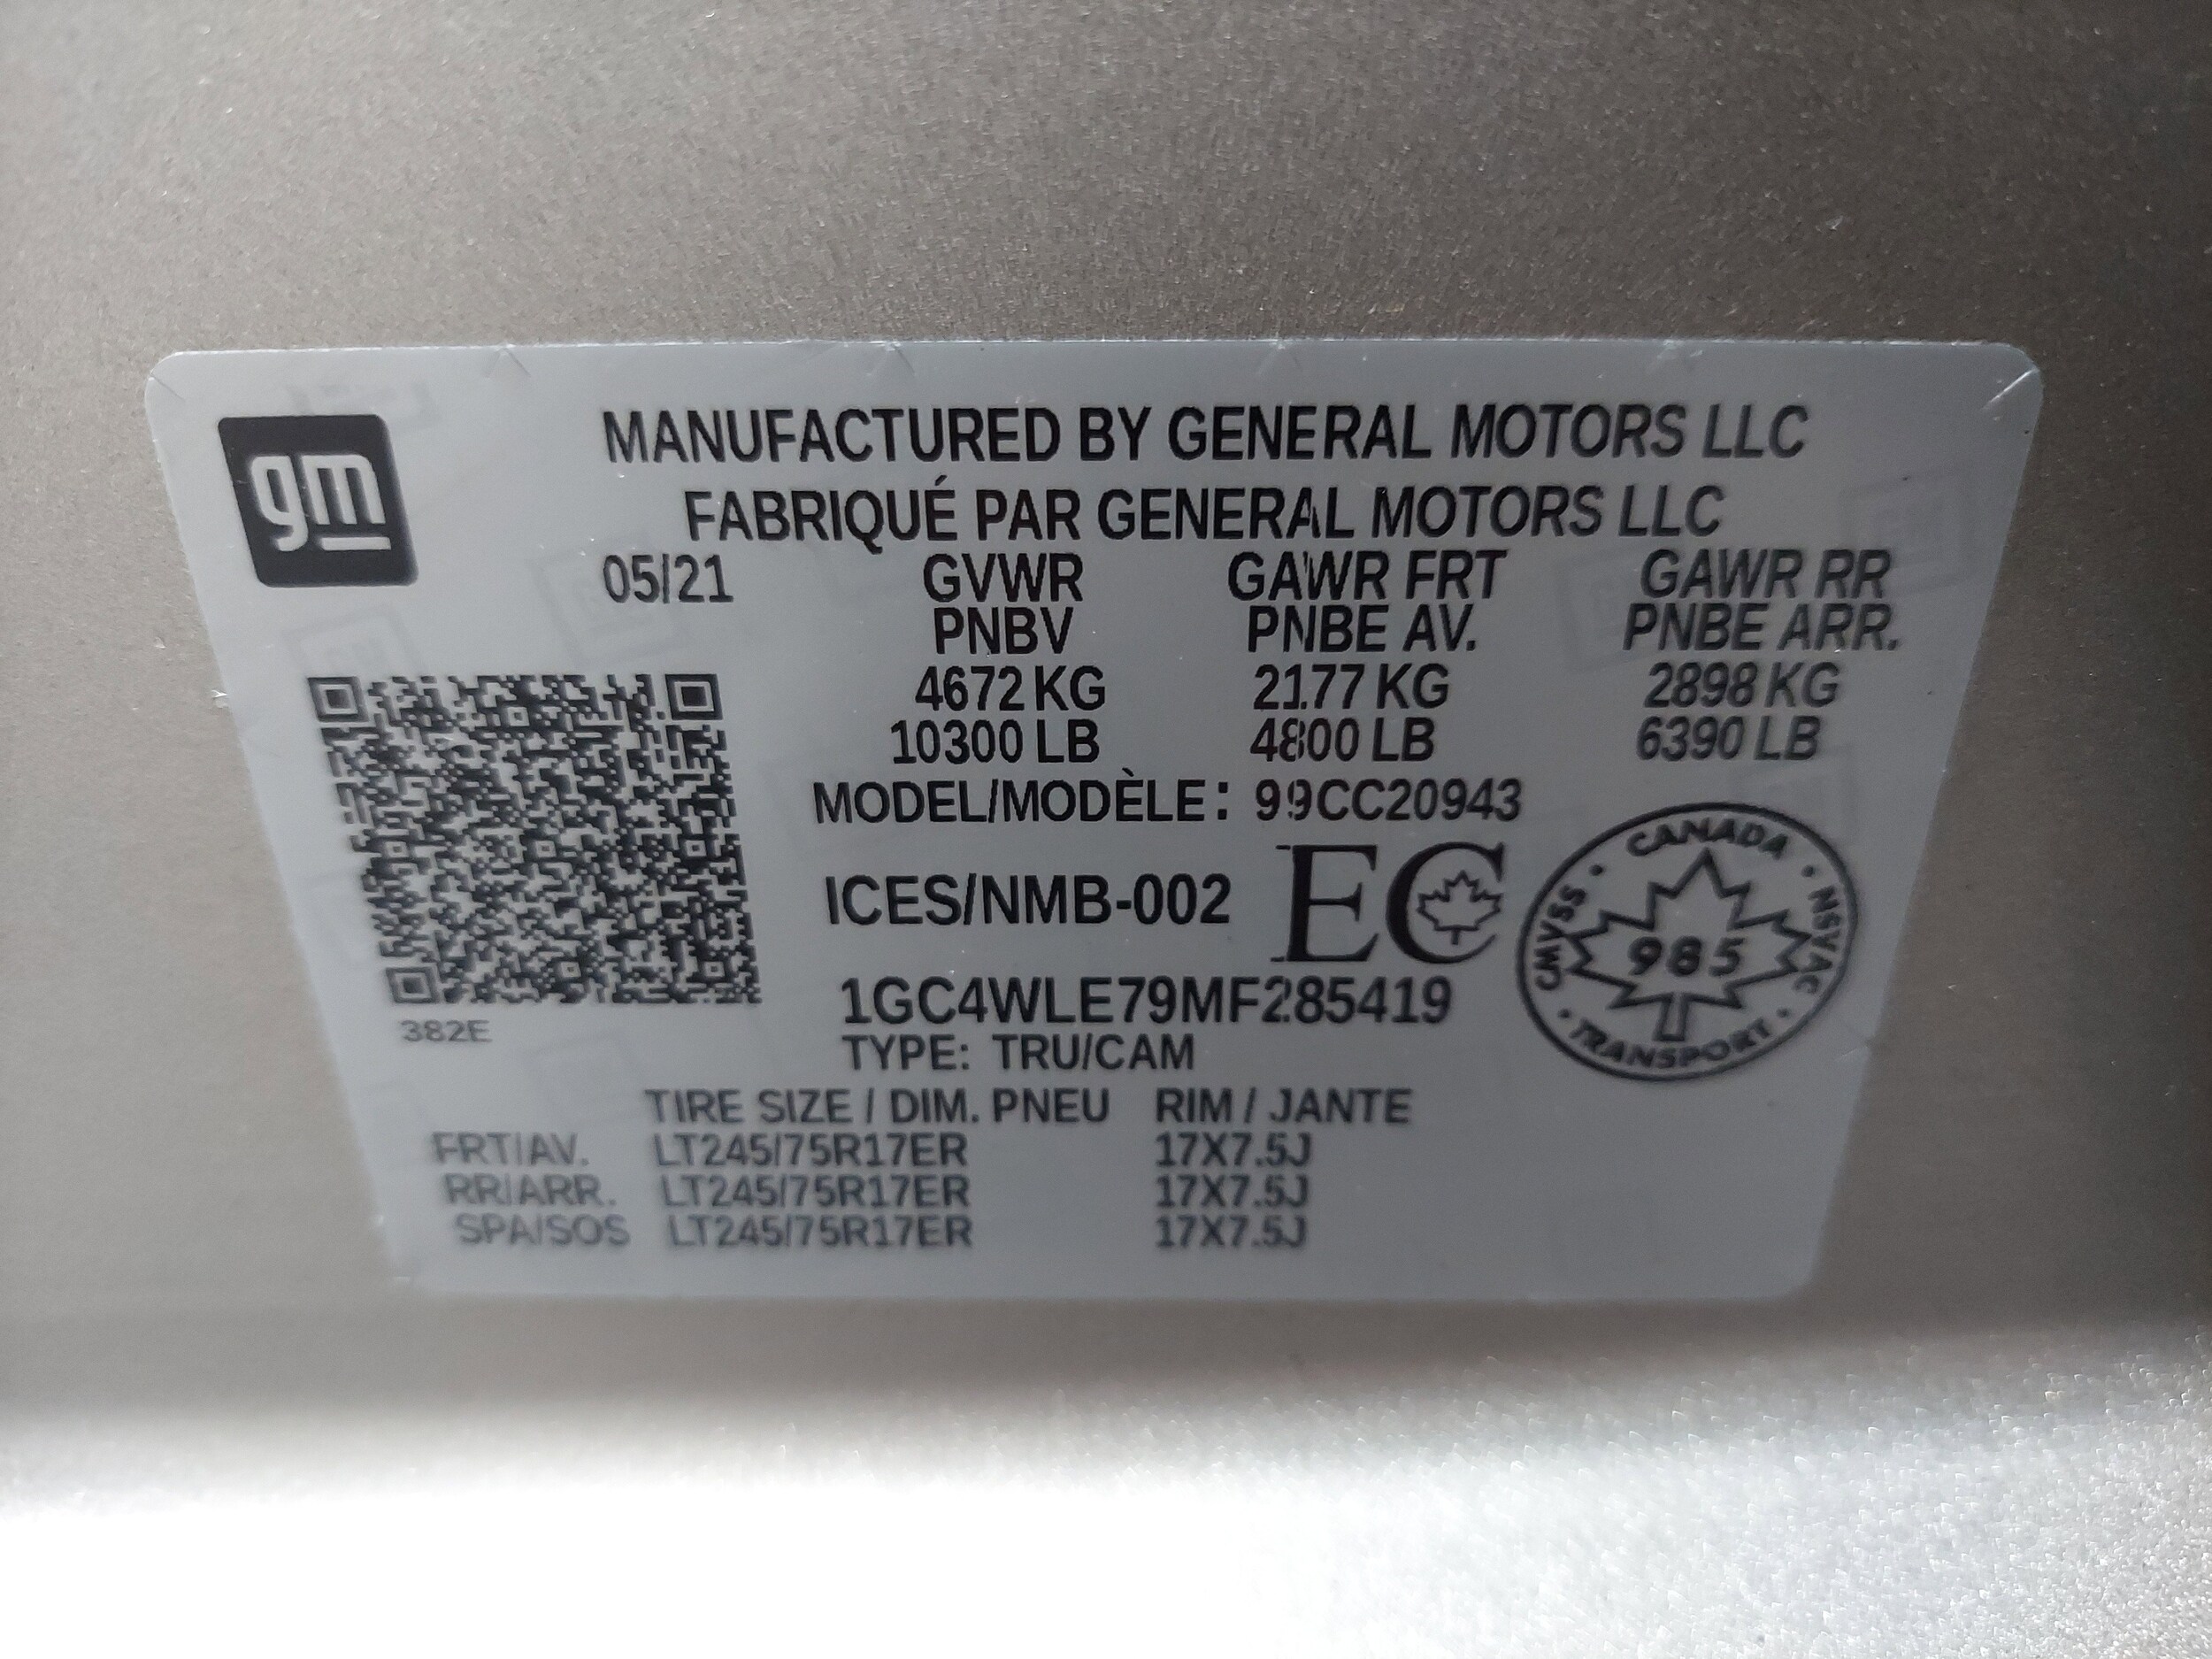 gm
MANUFACTURED BY GENERAL MOTORS LLC
FABRIQUÉ PAR GENERAL MOTORS LLC
05/21 GVWR GAWR FRT GAWR RR
PNBV PNBE AV. PNBE ARR.
4672 KG 2177 KG 2898 KG
10300 LB 4800 LB 6390 LB
MODEL/MODÈLE: 99CC20943
ICES/NMB-002 EC
CANADA
CMVSS 985 NSVAC
TRANSPORT
1GC4WLE79MF285419
382E
TYPE: TRU/CAM
TIRE SIZE / DIM. PNEU RIM / JANTE
FRT/AV. LT245/75R17ER 17X7.5J
RR/ARR. LT245/75R17ER 17X7.5J
SPA/SOS LT245/75R17ER 17X7.5J